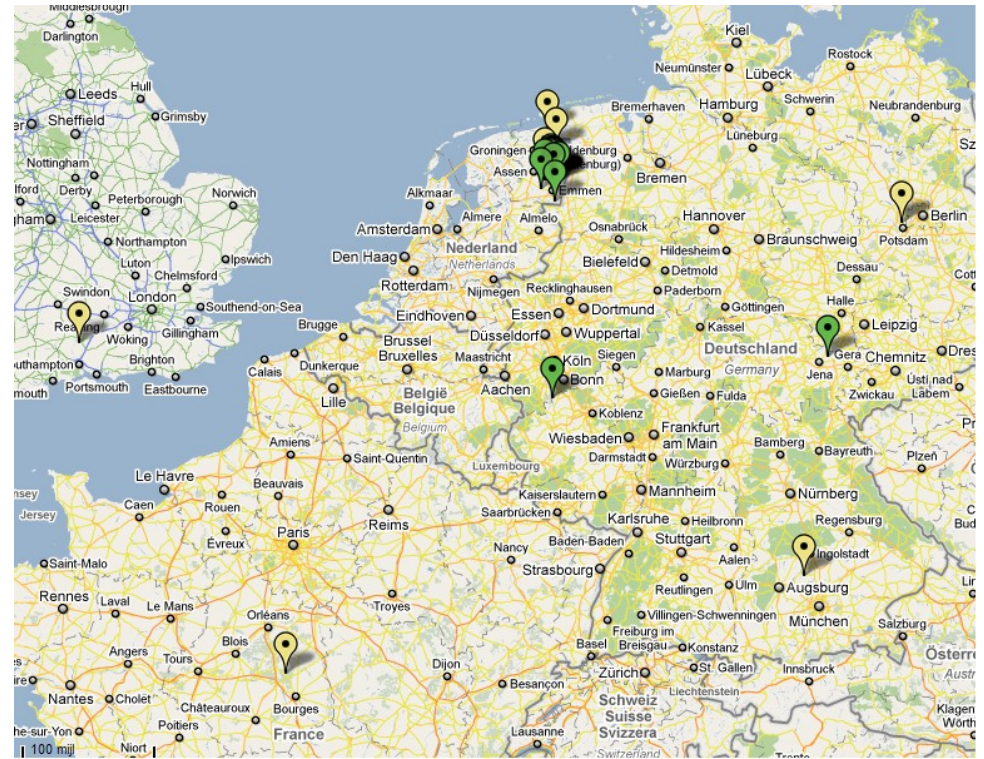 Middlesbrough
Darlington
Kiel
Rostock
Neumünster
Lübeck
Leeds
Hull
Bremerhaven
Hamburg
Schwerin
Neubrandenburg
Sheffield
Grimsby
Lüneburg
Groningen
Nottingham
Assen
Bremen
Derby
Emmen
Norwich
Peterborough
Alkmaar
Leicester
Almere
Almelo
Hannover
Berlin
Amsterdam
Osnabrück
Potsdam
Northampton
Nederland
Netherlands
Hildesheim
Braunschweig
Luton
Ipswich
Den Haag
Bielefeld
Detmold
Dessau
Chelmsford
Rotterdam
Nijmegen
Recklinghausen
Paderborn
Swindon
London
Southend-on-Sea
Eindhoven
Essen
Dortmund
Göttingen
Halle
Reading
Woking
Gillingham
Brugge
Düsseldorf
Wuppertal
Kassel
Leipzig
Brussel
Bruxelles
Maastricht
Köln
Siegen
Deutschland
Germany
Gera
Chemnitz
Brighton
Calais
Dunkerque
Aachen
Bonn
Marburg
Jena
Portsmouth
Eastbourne
Lille
België
Belgique
Belgium
Gießen
Fulda
Zwickau
Ústí nad
Labem
Koblenz
Amiens
Wiesbaden
Frankfurt
am Main
Bamberg
Bayreuth
Saint-Quentin
Luxembourg
Darmstadt
Würzburg
Plzeň
Le Havre
Beauvais
Kaiserslautern
Mannheim
Nürnberg
Jersey
Caen
Rouen
Reims
Saarbrücken
Karlsruhe
Heilbronn
Regensburg
Évreux
Paris
Nancy
Baden-Baden
Stuttgart
Aalen
Ingolstadt
Saint-Malo
Strasbourg
Reutlingen
Ulm
Augsburg
Rennes
Laval
Le Mans
Orléans
Troyes
Villingen-Schwenningen
München
Salzburg
Blois
Freiburg im
Breisgau
Angers
Tours
Dijon
Basel
Konstanz
Besançon
Zürich
St. Gallen
Innsbruck
Nantes
Cholet
Châteauroux
Bourges
Liechtenstein
Schweiz
Suisse
Svizzera
Switzerland
Poitiers
France
Lausanne
100 mijl
Niort